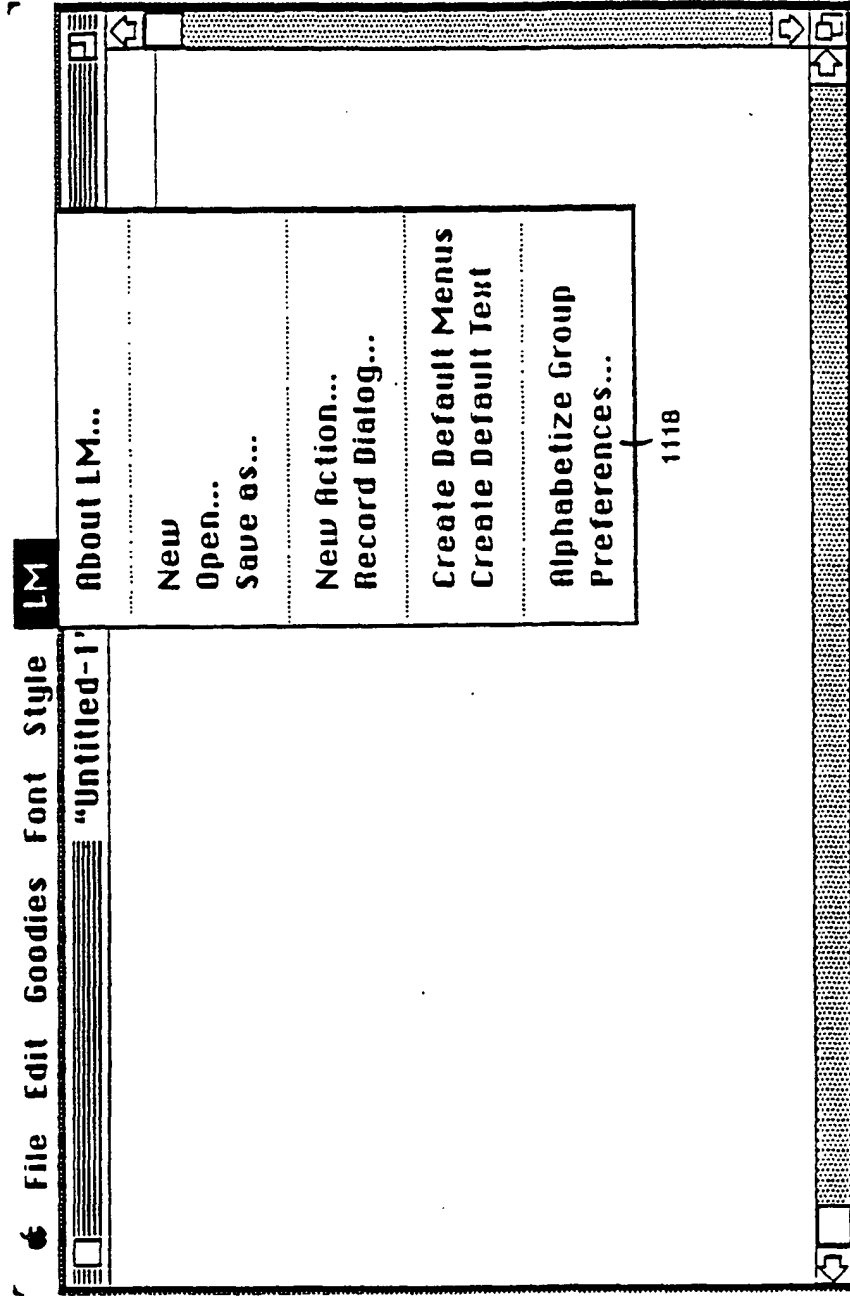 File Edit Goodies Font Style LM
“Untitled-1”
About LM...
New
Open...
Save as...
New Action...
Record Dialog...
Create Default Menus
Create Default Text
Alphabetize Group
Preferences...
1118